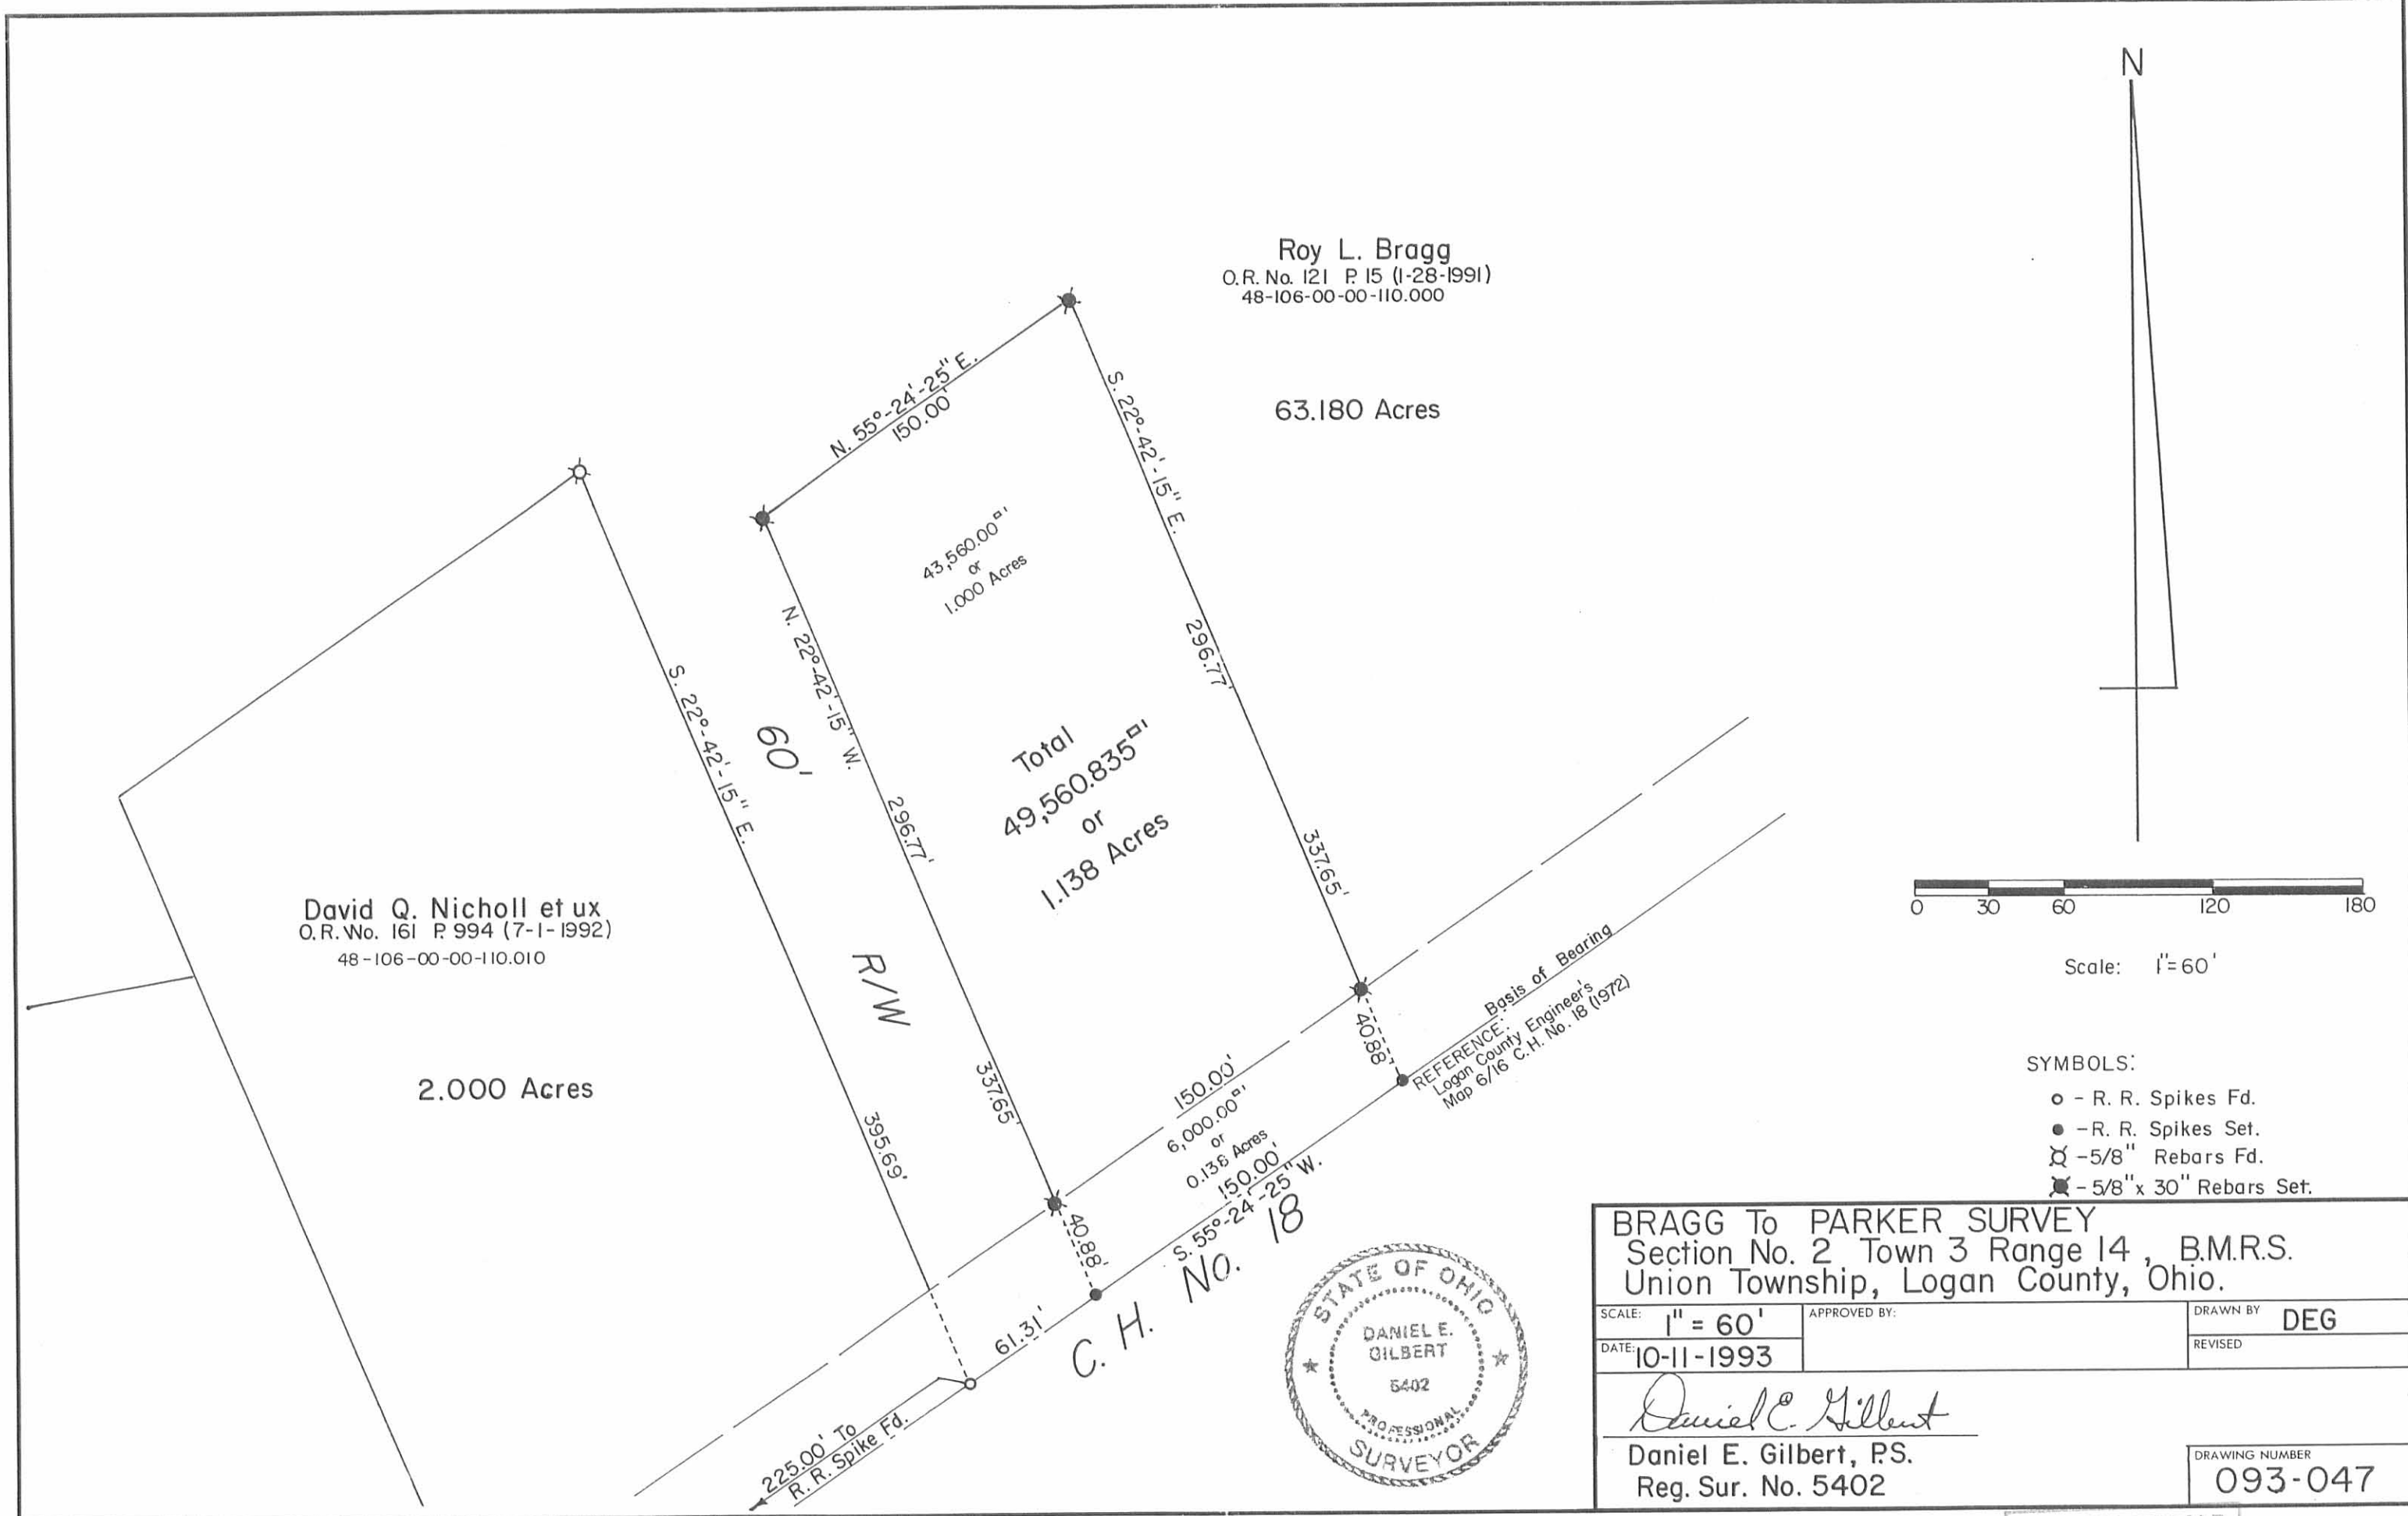 N
Roy L. Bragg
O.R. No. 121 P. 15 (1-28-1991)
48-106-00-00-110.000
63.180 Acres
N. 55°-24'-25" E.
150.00'
S. 22°-42'-15" E.
296.77'
337.65'
43,560.00□'
or
1.000 Acres
N. 22°-42'-15" W.
296.77'
337.65'
Total
49,560.835□'
or
1.138 Acres
S. 22°-42'-15" E.
395.69'
60'
R/W
David Q. Nicholl et ux
O.R. No. 161 P. 994 (7-1-1992)
48-106-00-00-110.010
2.000 Acres
40.88'
40.88'
150.00'
6,000.00□'
or
0.138 Acres
150.00'
S. 55°-24'-25" W.
Basis of Bearing
REFERENCE:
Logan County Engineer's
Map 6/16 C.H. No. 18 (1972)
61.31'
C. H. No. 18
225.00' To
R. R. Spike Fd.
0 30 60 120 180
Scale: 1"=60'
SYMBOLS:
- R. R. Spikes Fd.
- R. R. Spikes Set.
- 5/8" Rebars Fd.
- 5/8" x 30" Rebars Set.
STATE OF OHIO
DANIEL E.
GILBERT
5402
PROFESSIONAL
SURVEYOR
BRAGG To PARKER SURVEY
Section No. 2 Town 3 Range 14, B.M.R.S.
Union Township, Logan County, Ohio.
SCALE: 1" = 60'
APPROVED BY:
DRAWN BY DEG
DATE: 10-11-1993
REVISED
Daniel E. Gilbert
Daniel E. Gilbert, P.S.
Reg. Sur. No. 5402
DRAWING NUMBER
093-047